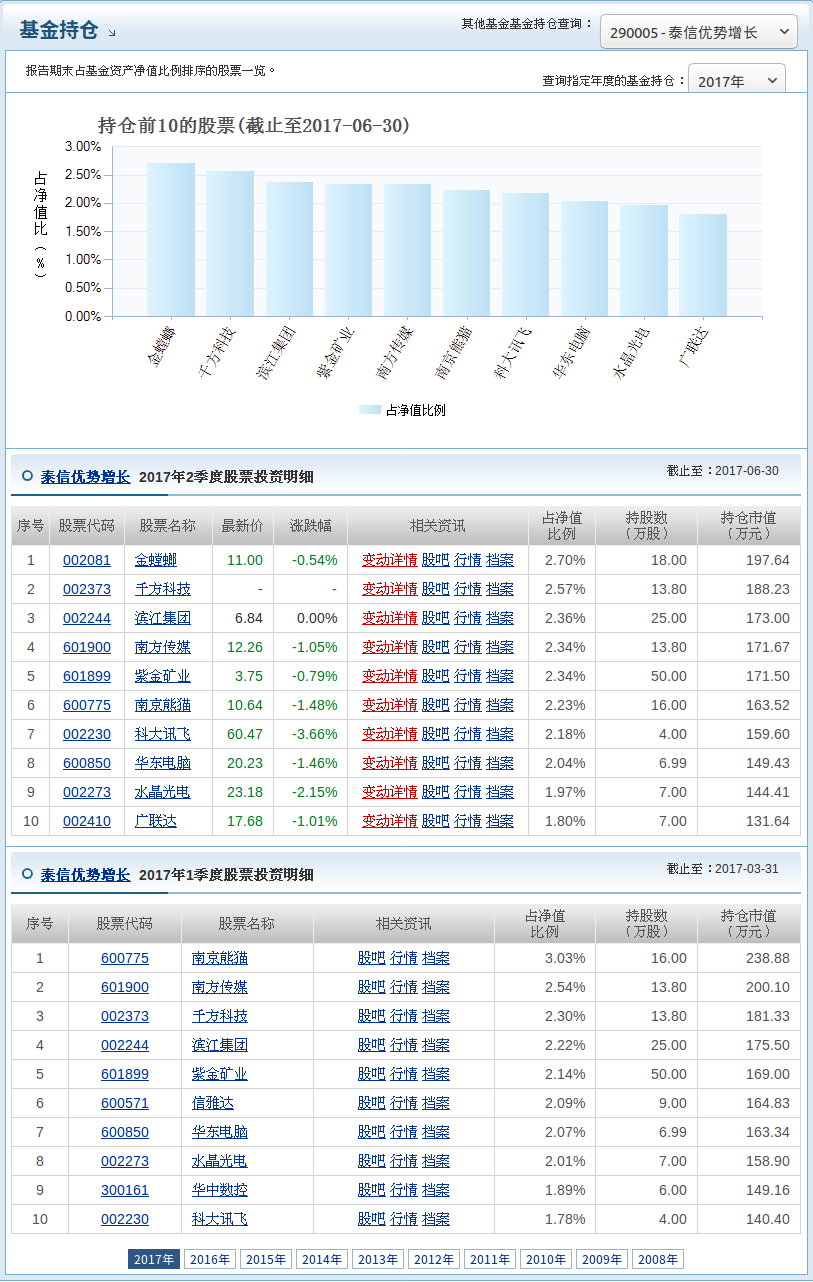 基金持仓
其他基金基金持仓查询：
290005 - 泰信优势增长
报告期末占基金资产净值比例排序的股票一览。
查询指定年度的基金持仓：
2017年
持仓前10的股票(截止至2017-06-30)
占净值比（%）
3.00%
2.50%
2.00%
1.50%
1.00%
0.50%
0.00%
金螳螂 千方科技 滨江集团 紫金矿业 南方传媒 南京熊猫 科大讯飞 华东电脑 水晶光电 广联达
占净值比例
泰信优势增长 2017年2季度股票投资明细
截止至：2017-06-30
序号 股票代码 股票名称 最新价 涨跌幅 相关资讯 占净值比例 持股数（万股） 持仓市值（万元）
1 002081 金螳螂 11.00 -0.54% 变动详情 股吧 行情 档案 2.70% 18.00 197.64
2 002373 千方科技 - - 变动详情 股吧 行情 档案 2.57% 13.80 188.23
3 002244 滨江集团 6.84 0.00% 变动详情 股吧 行情 档案 2.36% 25.00 173.00
4 601900 南方传媒 12.26 -1.05% 变动详情 股吧 行情 档案 2.34% 13.80 171.67
5 601899 紫金矿业 3.75 -0.79% 变动详情 股吧 行情 档案 2.34% 50.00 171.50
6 600775 南京熊猫 10.64 -1.48% 变动详情 股吧 行情 档案 2.23% 16.00 163.52
7 002230 科大讯飞 60.47 -3.66% 变动详情 股吧 行情 档案 2.18% 4.00 159.60
8 600850 华东电脑 20.23 -1.46% 变动详情 股吧 行情 档案 2.04% 6.99 149.43
9 002273 水晶光电 23.18 -2.15% 变动详情 股吧 行情 档案 1.97% 7.00 144.41
10 002410 广联达 17.68 -1.01% 变动详情 股吧 行情 档案 1.80% 7.00 131.64
泰信优势增长 2017年1季度股票投资明细
截止至：2017-03-31
序号 股票代码 股票名称 相关资讯 占净值比例 持股数（万股） 持仓市值（万元）
1 600775 南京熊猫 股吧 行情 档案 3.03% 16.00 238.88
2 601900 南方传媒 股吧 行情 档案 2.54% 13.80 200.10
3 002373 千方科技 股吧 行情 档案 2.30% 13.80 181.33
4 002244 滨江集团 股吧 行情 档案 2.22% 25.00 175.50
5 601899 紫金矿业 股吧 行情 档案 2.14% 50.00 169.00
6 600571 信雅达 股吧 行情 档案 2.09% 9.00 164.83
7 600850 华东电脑 股吧 行情 档案 2.07% 6.99 163.34
8 002273 水晶光电 股吧 行情 档案 2.01% 7.00 158.90
9 300161 华中数控 股吧 行情 档案 1.89% 6.00 149.16
10 002230 科大讯飞 股吧 行情 档案 1.78% 4.00 140.40
2017年 2016年 2015年 2014年 2013年 2012年 2011年 2010年 2009年 2008年